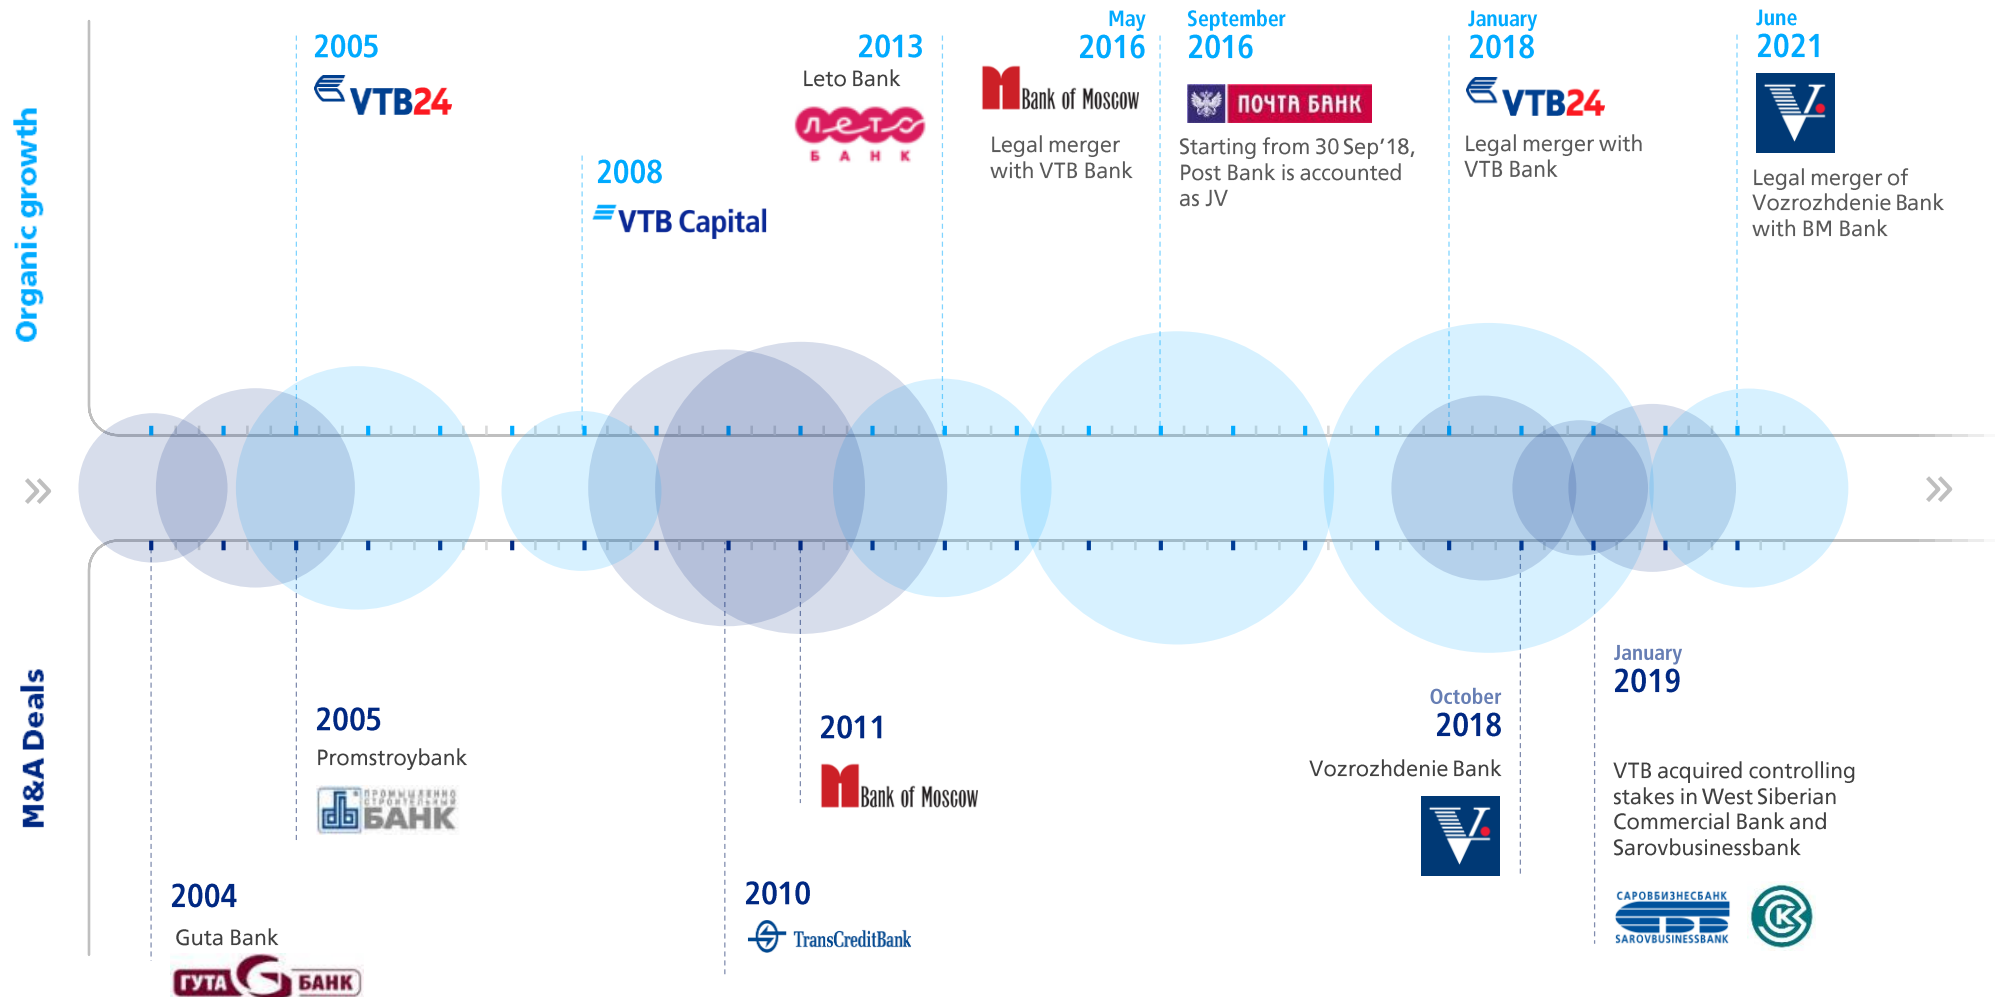 Organic growth
2005
VTB24
2008
VTB Capital
2013
Leto Bank
лето
БАНК
May
2016
Bank of Moscow
Legal merger
with VTB Bank
September
2016
ПОЧТА БАНК
Starting from 30 Sep’18,
Post Bank is accounted
as JV
January
2018
VTB24
Legal merger with
VTB Bank
June
2021
V.
Legal merger of
Vozrozhdenie Bank
with BM Bank
M&A Deals
2004
Guta Bank
ГУТА БАНК
2005
Promstroybank
ПРОМЫШЛЕННО
СТРОИТЕЛЬНЫЙ
БАНК
2010
TransCreditBank
2011
Bank of Moscow
October
2018
Vozrozhdenie Bank
V.
January
2019
VTB acquired controlling
stakes in West Siberian
Commercial Bank and
Sarovbusinessbank
САРОВБИЗНЕСБАНК
SAROVBUSINESSBANK